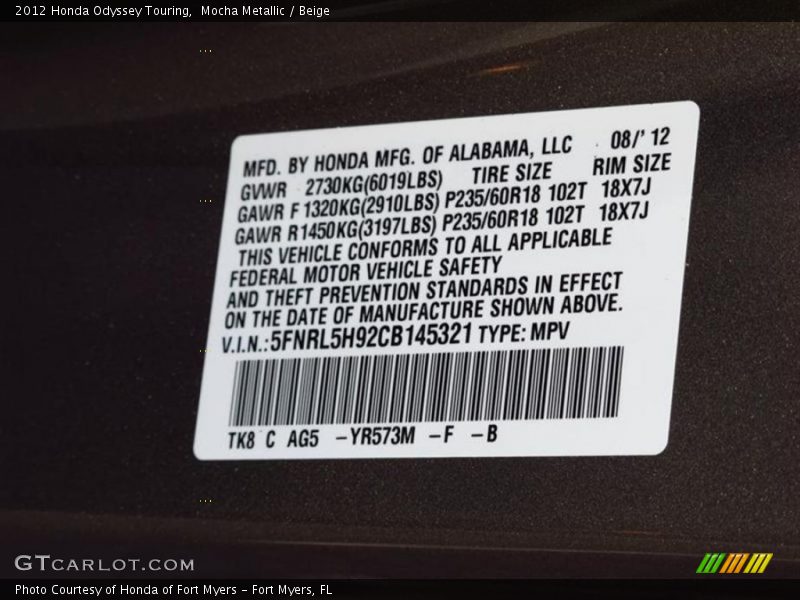 2012 Honda Odyssey Touring, Mocha Metallic / Beige
MFD. BY HONDA MFG. OF ALABAMA, LLC 08/' 12
GVWR 2730KG(6019LBS) TIRE SIZE RIM SIZE
GAWR F 1320KG(2910LBS) P235/60R18 102T 18X7J
GAWR R1450KG(3197LBS) P235/60R18 102T 18X7J
THIS VEHICLE CONFORMS TO ALL APPLICABLE
FEDERAL MOTOR VEHICLE SAFETY
AND THEFT PREVENTION STANDARDS IN EFFECT
ON THE DATE OF MANUFACTURE SHOWN ABOVE.
V.I.N.:5FNRL5H92CB145321 TYPE: MPV
TK8 C AG5 –YR573M –F –B
GTCARLOT.COM
Photo Courtesy of Honda of Fort Myers – Fort Myers, FL